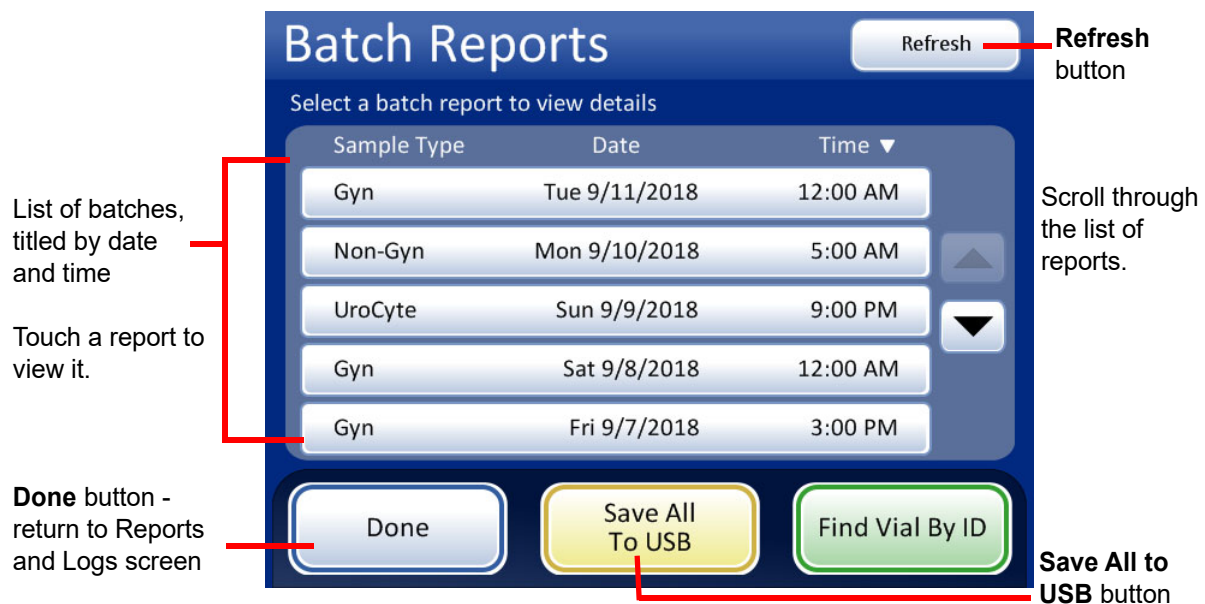 Batch Reports
Refresh
Refresh
button
Select a batch report to view details
Sample Type Date Time ▼
Gyn Tue 9/11/2018 12:00 AM
Non-Gyn Mon 9/10/2018 5:00 AM
UroCyte Sun 9/9/2018 9:00 PM
Gyn Sat 9/8/2018 12:00 AM
Gyn Fri 9/7/2018 3:00 PM
List of batches,
titled by date
and time
Touch a report to
view it.
Scroll through
the list of
reports.
Done button -
return to Reports
and Logs screen
Done
Save All
To USB
Find Vial By ID
Save All to
USB button